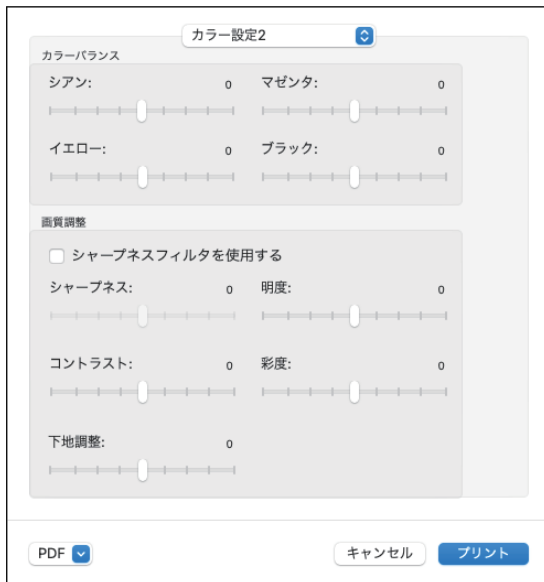 カラー設定2
カラーバランス
シアン: 0 マゼンタ: 0
イエロー: 0 ブラック: 0
画質調整
シャープネスフィルタを使用する
シャープネス: 0 明度: 0
コントラスト: 0 彩度: 0
下地調整: 0
PDF キャンセル プリント